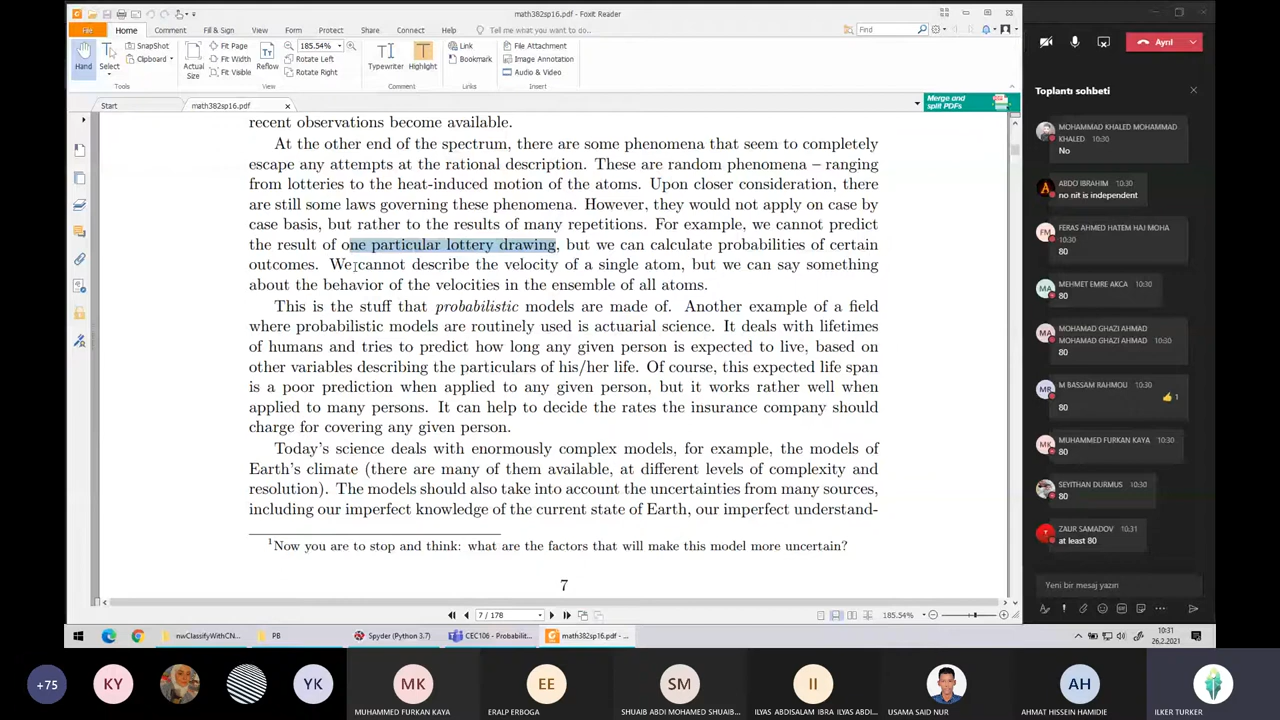 math382sp16.pdf - Foxit Reader
File Home Comment Fill & Sign View Form Protect Share Connect Help Tell me what you want to do... Find
SnapShot
Clipboard
Hand Select
Actual Size
Fit Page
Fit Width
Fit Visible
Reflow
185.54%
Rotate Left
Rotate Right
Typewriter Highlight
Link
Bookmark
File Attachment
Image Annotation
Audio & Video
Tools View Comment Links Insert
Start math382sp16.pdf
Merge and split PDFs
recent observations become available.
At the other end of the spectrum, there are some phenomena that seem to completely
escape any attempts at the rational description. These are random phenomena – ranging
from lotteries to the heat-induced motion of the atoms. Upon closer consideration, there
are still some laws governing these phenomena. However, they would not apply on case by
case basis, but rather to the results of many repetitions. For example, we cannot predict
the result of one particular lottery drawing, but we can calculate probabilities of certain
outcomes. We cannot describe the velocity of a single atom, but we can say something
about the behavior of the velocities in the ensemble of all atoms.
This is the stuff that probabilistic models are made of. Another example of a field
where probabilistic models are routinely used is actuarial science. It deals with lifetimes
of humans and tries to predict how long any given person is expected to live, based on
other variables describing the particulars of his/her life. Of course, this expected life span
is a poor prediction when applied to any given person, but it works rather well when
applied to many persons. It can help to decide the rates the insurance company should
charge for covering any given person.
Today's science deals with enormously complex models, for example, the models of
Earth's climate (there are many of them available, at different levels of complexity and
resolution). The models should also take into account the uncertainties from many sources,
including our imperfect knowledge of the current state of Earth, our imperfect understand-
1Now you are to stop and think: what are the factors that will make this model more uncertain?
7
7 / 178
185.54%
Ayrıl
Toplantı sohbeti
MOHAMMAD KHALED MOHAMMAD
KHALED 10:30
No
ABDO IBRAHIM 10:30
no nit is independent
FERAS AHMED HATEM HAJ MOHA
10:30
80
MA MEHMET EMRE AKCA 10:30
80
MA MOHAMAD GHAZI AHMAD
MOHAMAD GHAZI AHMAD 10:30
80
MR M BASSAM RAHMOU 10:30
80
1
MK MUHAMMED FURKAN KAYA 10:30
80
SEYITHAN DURMUS 10:30
80
ZAUR SAMADOV 10:31
at least 80
Yeni bir mesaj yazın
nwClassifyWithCN... PB Spyder (Python 3.7) CEC106 - Probabilit... math382sp16.pdf - ...
10:31
26.2.2021
+75 KY YK MK EE SM II AH
MUHAMMED FURKAN KAYA ERALP ERBOGA SHUAIB ABDI MOHAMED SHUAIB... ILYAS ABDISALAM IBRA ILYAS ABDI... USAMA SAID NUR AHMAT HISSEIN HAMIDIE ILKER TURKER